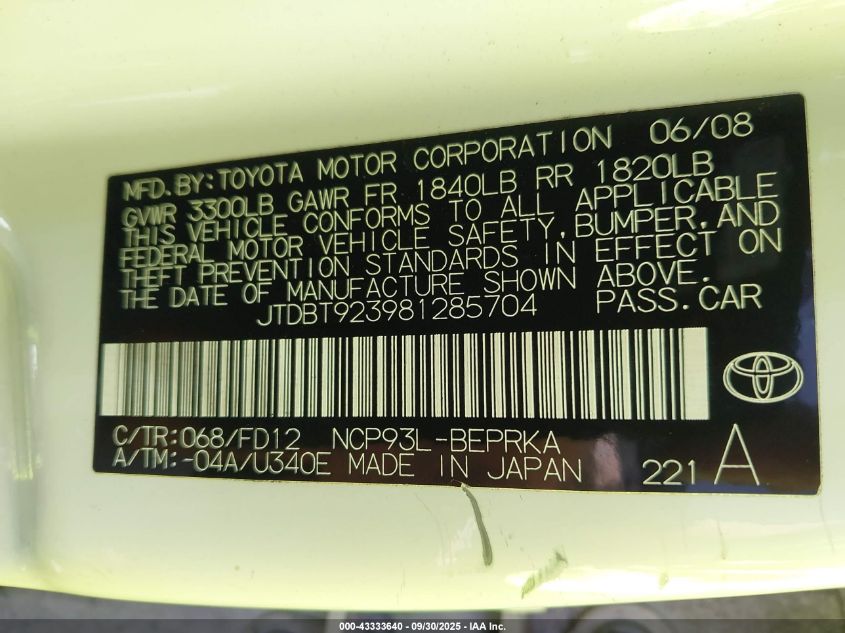 MFD. BY: TOYOTA MOTOR CORPORATION 06/08
GVWR 3300LB GAWR FR 1840LB RR 1820LB
THIS VEHICLE CONFORMS TO ALL APPLICABLE
FEDERAL MOTOR VEHICLE SAFETY, BUMPER, AND
THEFT PREVENTION STANDARDS IN EFFECT ON
THE DATE OF MANUFACTURE SHOWN ABOVE.
JTDBT923981285704 PASS. CAR
C/TR: 068/FD12 NCP93L-BEPRKA
A/TM: -04A/U340E MADE IN JAPAN 221 A
000-43333640 - 09/30/2025 - IAA Inc.